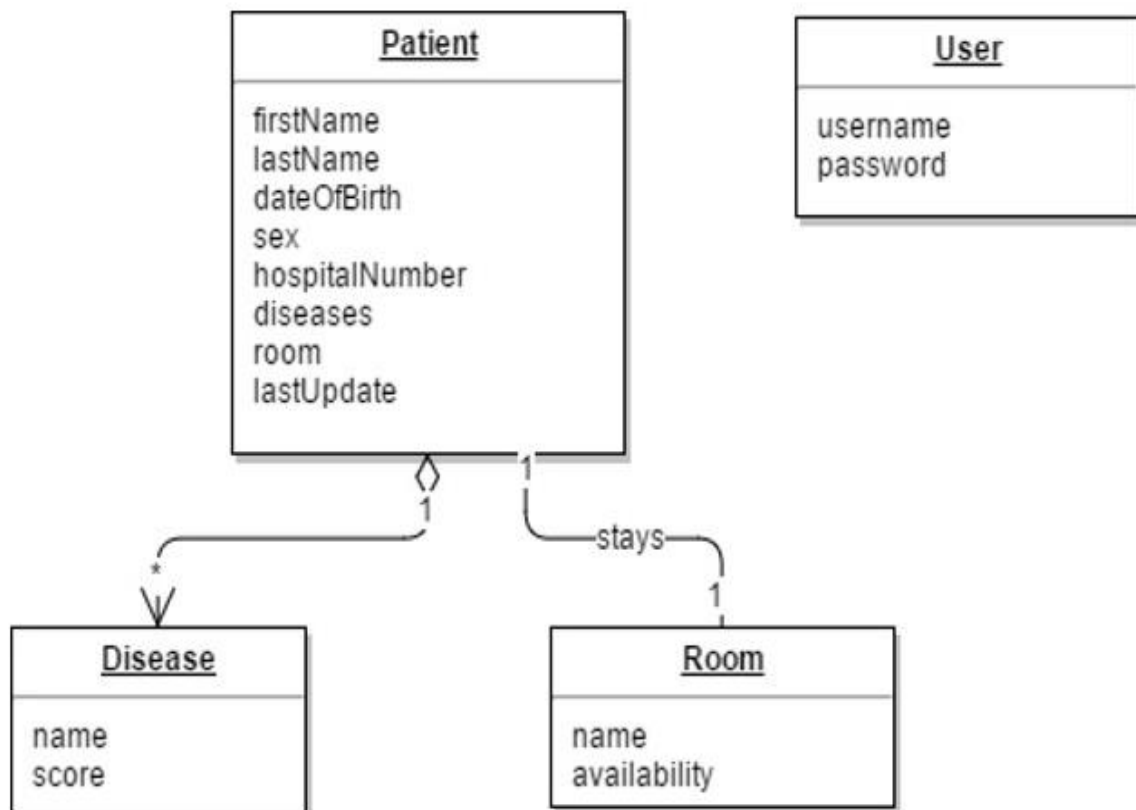 Patient
firstName
lastName
dateOfBirth
sex
hospitalNumber
diseases
room
lastUpdate
User
username
password
1
1
stays
*
1
Disease
name
score
Room
name
availability